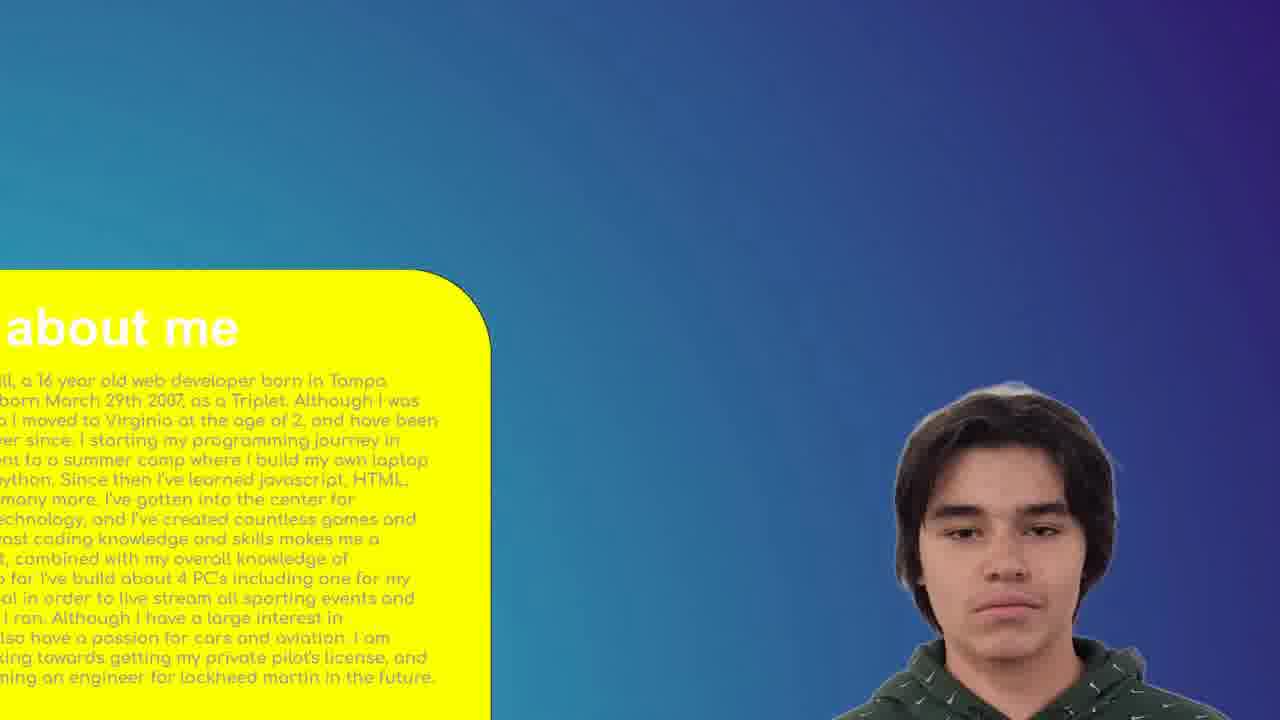 about me
ill, a 16 year old web developer born in Tampa
born March 29th 2007, as a Triplet. Although I was
I moved to Virginia at the age of 2, and have been
ver since. I starting my programming journey in
ent to a summer camp where I build my own laptop
ython. Since then I've learned javascript, HTML,
many more. I've gotten into the center for
echnology, and I've created countless games and
vast coding knowledge and skills makes me a
t, combined with my overall knowledge of
o far I've build about 4 PC's including one for my
al in order to live stream all sporting events and
I ran. Although I have a large interest in
lso have a passion for cars and aviation. I am
king towards getting my private pilot's license, and
ming an engineer for lockheed martin in the future.